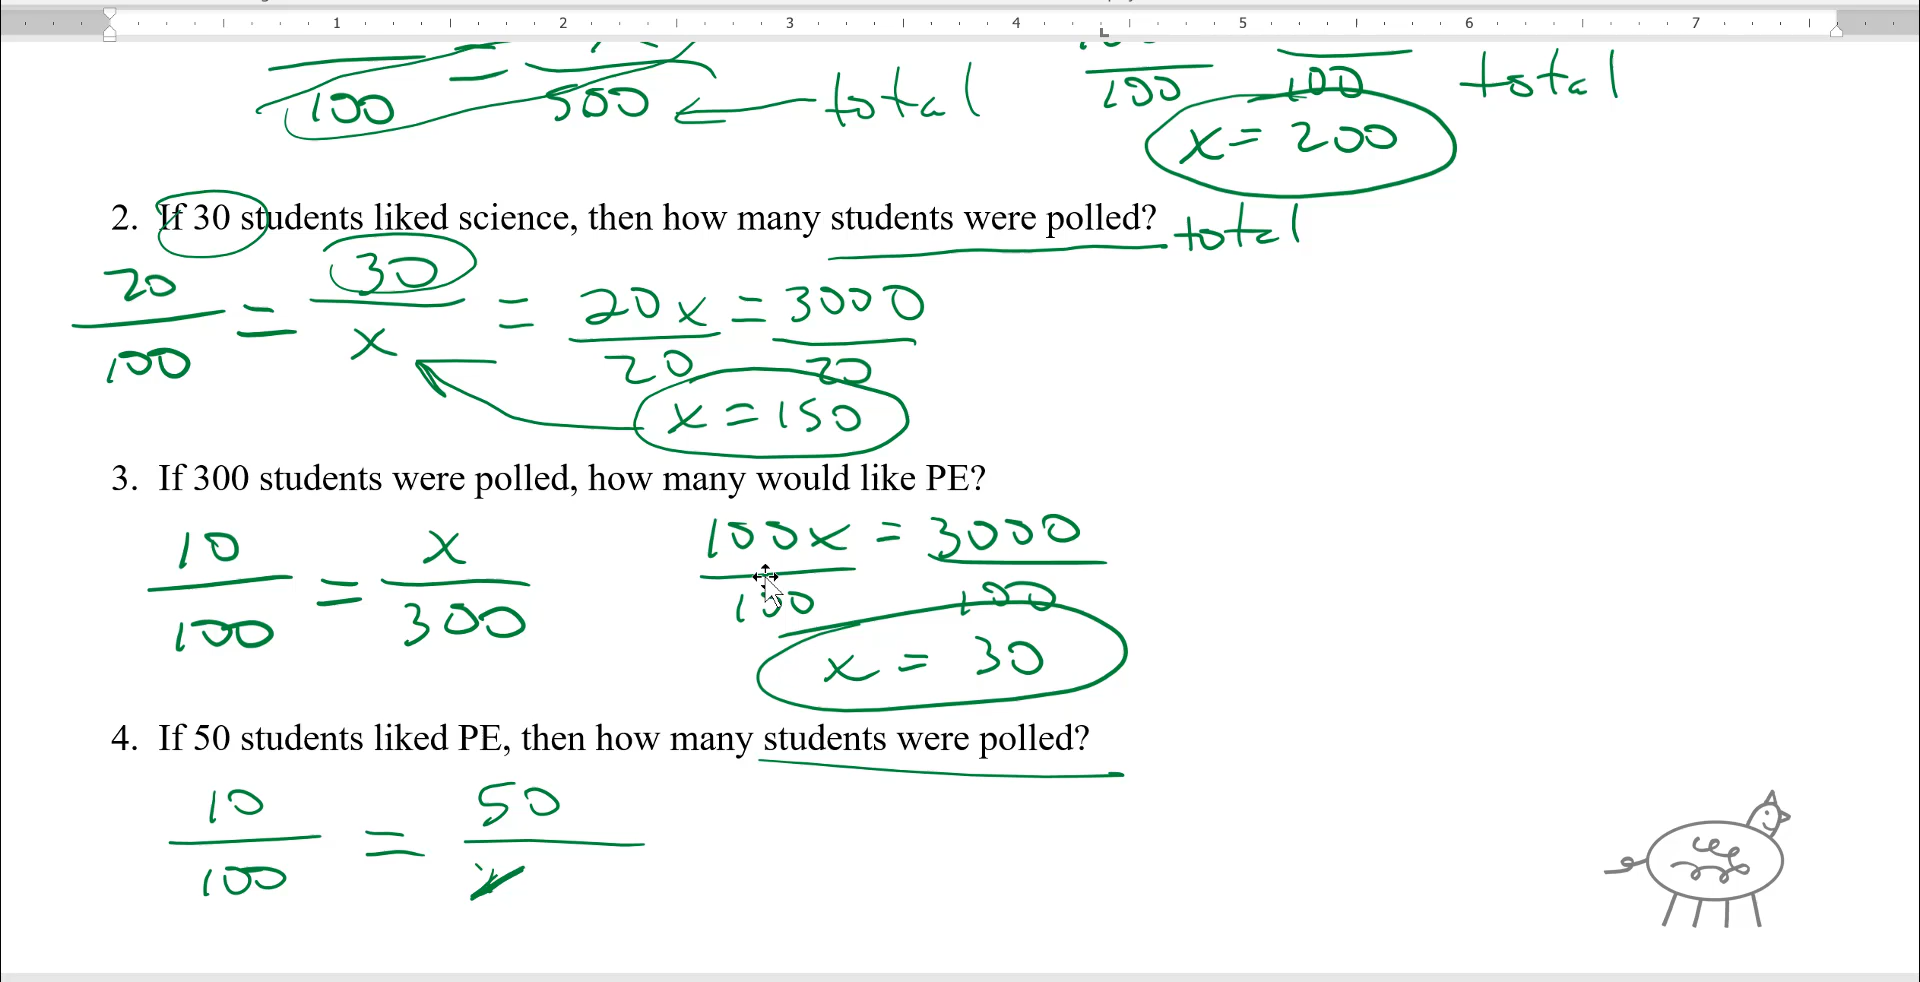 1 2 3 4 5 6 7
100 = 500 total
100 100 total
x = 200
2. If 30 students liked science, then how many students were polled? total
20/100 = 30/x = 20x/20 = 3000/20
x = 150
3. If 300 students were polled, how many would like PE?
10/100 = x/300 100x/100 = 3000/100
x = 30
4. If 50 students liked PE, then how many students were polled?
10/100 = 50/x